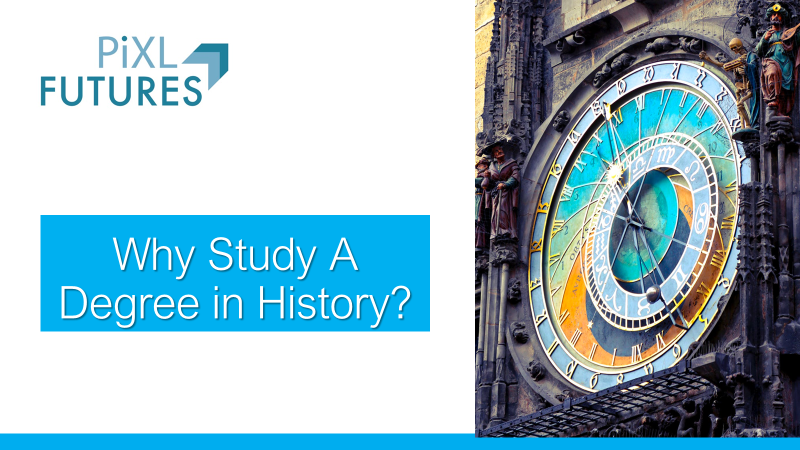 PiXL
FUTURES
Why Study A
Degree in History?